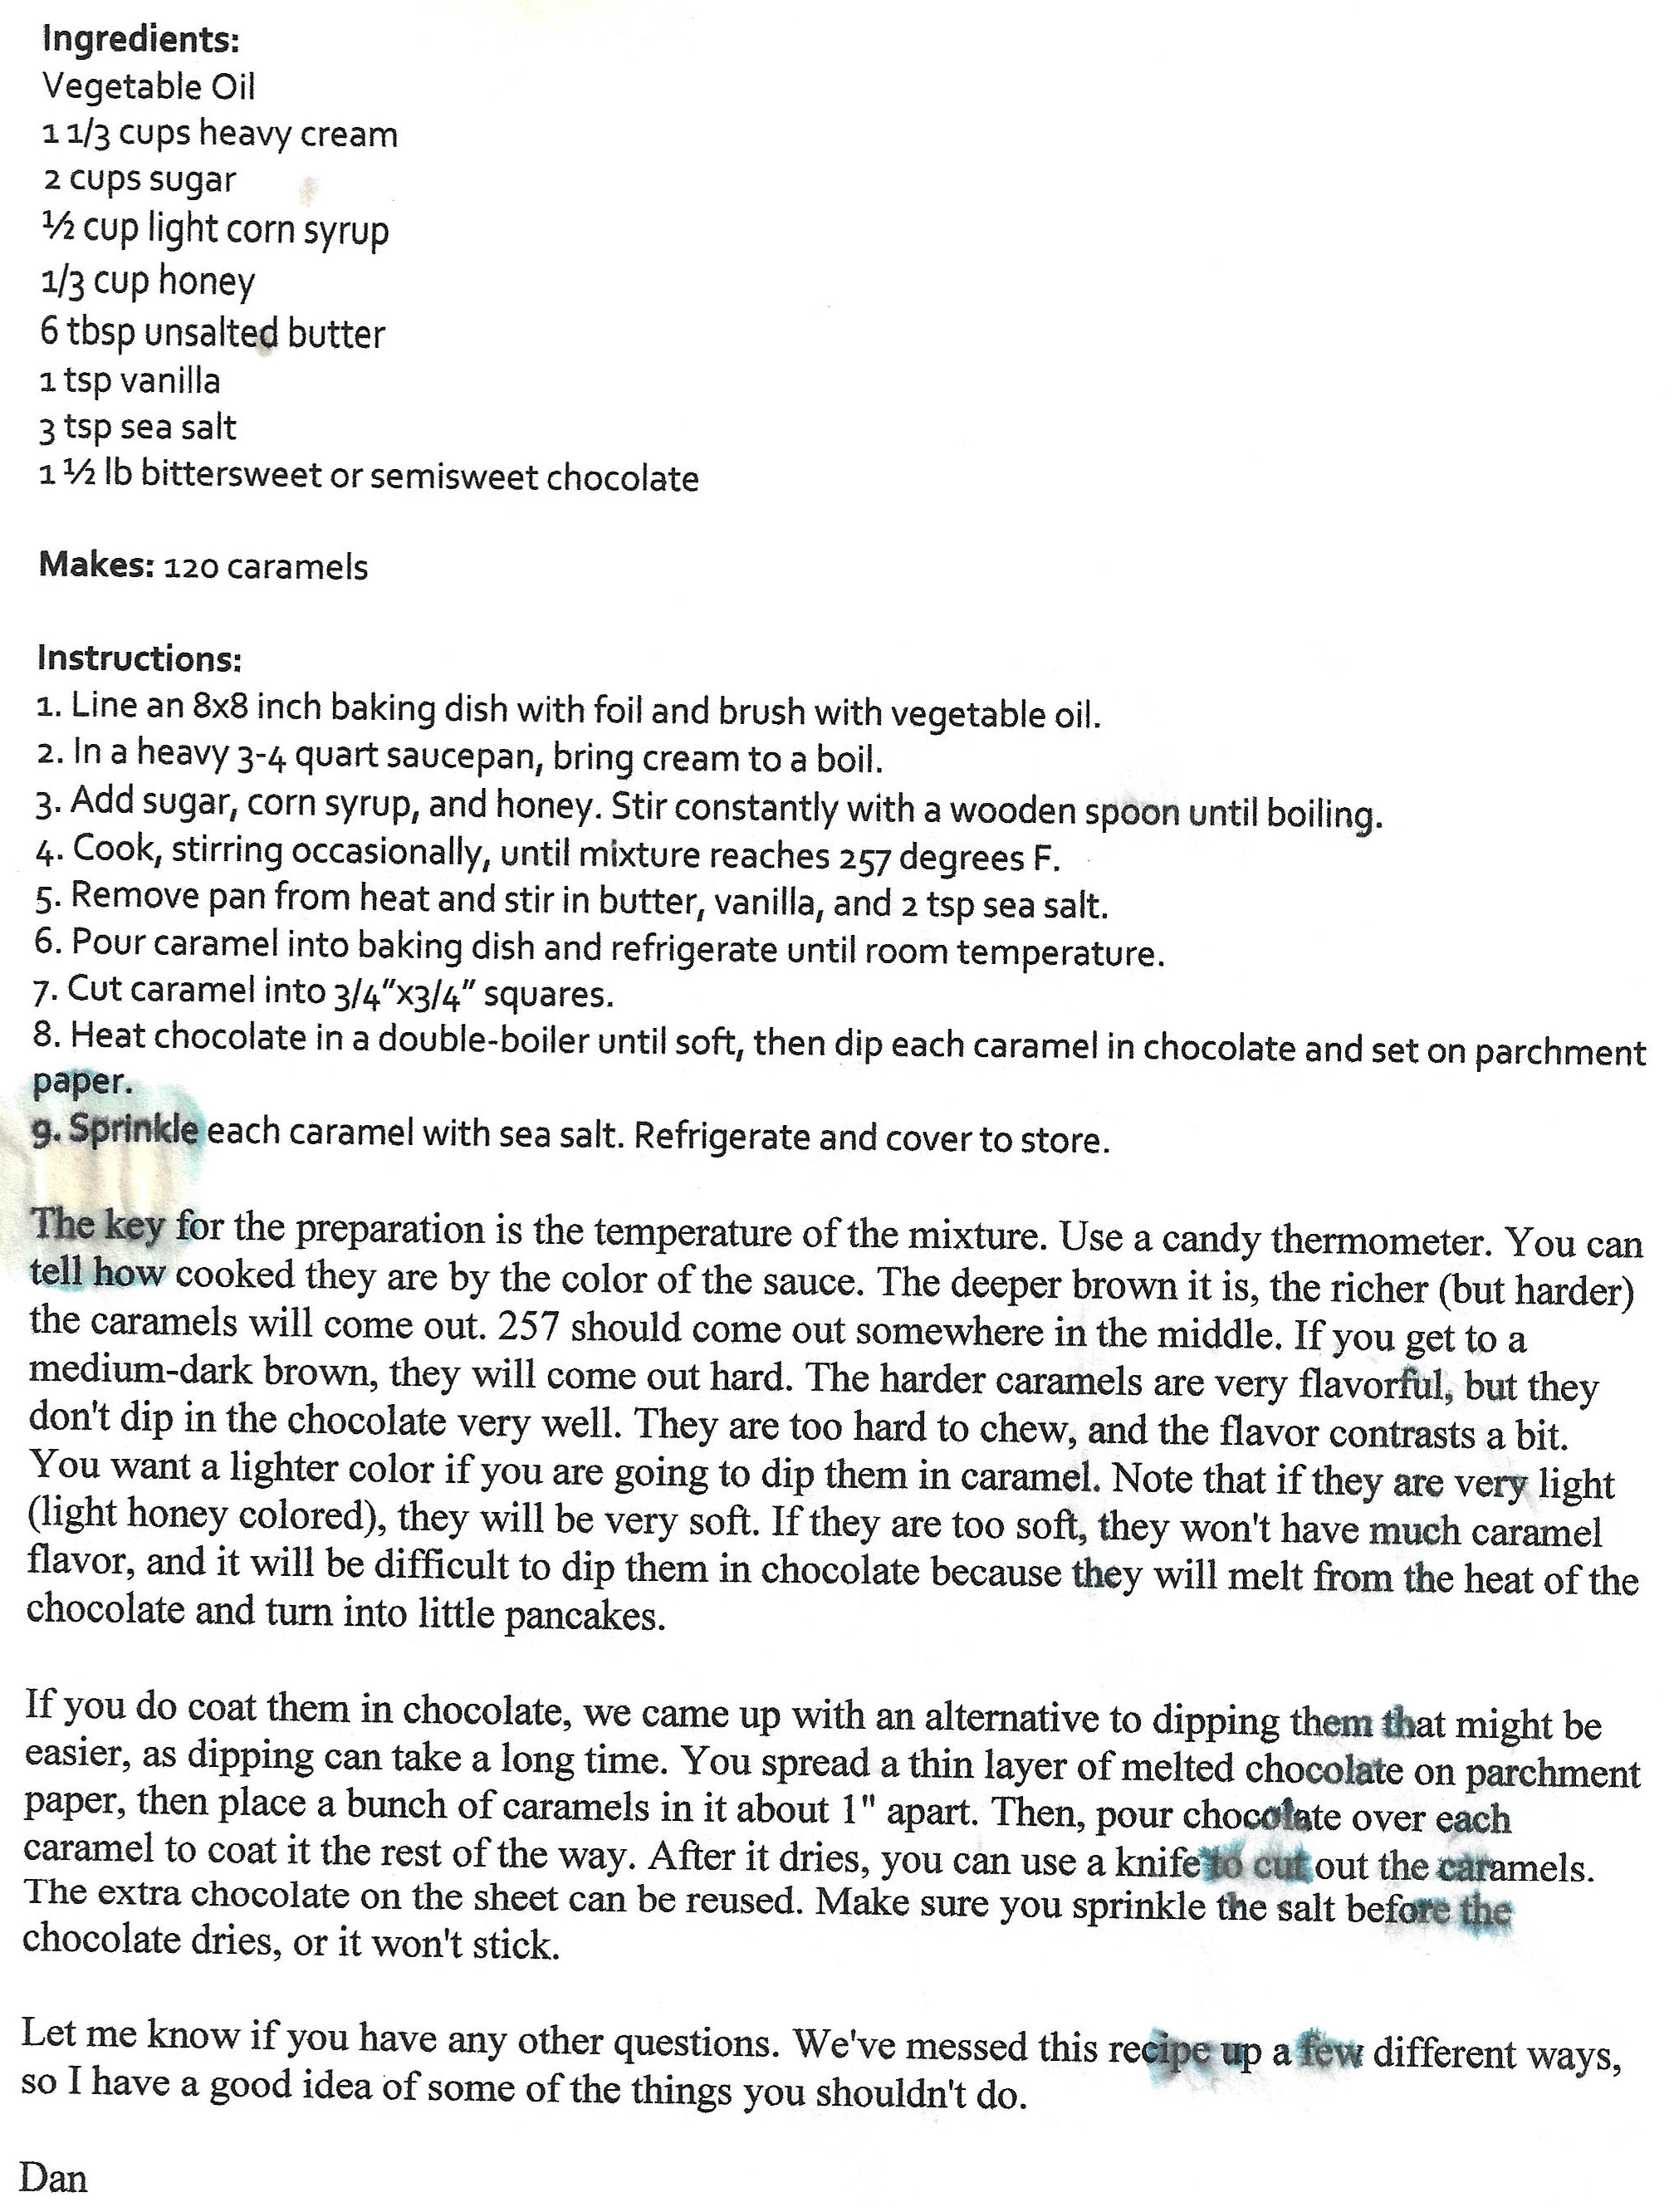 Ingredients:
Vegetable Oil
1 1/3 cups heavy cream
2 cups sugar
½ cup light corn syrup
1/3 cup honey
6 tbsp unsalted butter
1 tsp vanilla
3 tsp sea salt
1 ½ lb bittersweet or semisweet chocolate
Makes: 120 caramels
Instructions:
1. Line an 8x8 inch baking dish with foil and brush with vegetable oil.
2. In a heavy 3-4 quart saucepan, bring cream to a boil.
3. Add sugar, corn syrup, and honey. Stir constantly with a wooden spoon until boiling.
4. Cook, stirring occasionally, until mixture reaches 257 degrees F.
5. Remove pan from heat and stir in butter, vanilla, and 2 tsp sea salt.
6. Pour caramel into baking dish and refrigerate until room temperature.
7. Cut caramel into 3/4"x3/4" squares.
8. Heat chocolate in a double-boiler until soft, then dip each caramel in chocolate and set on parchment
paper.
9. Sprinkle each caramel with sea salt. Refrigerate and cover to store.
The key for the preparation is the temperature of the mixture. Use a candy thermometer. You can
tell how cooked they are by the color of the sauce. The deeper brown it is, the richer (but harder)
the caramels will come out. 257 should come out somewhere in the middle. If you get to a
medium-dark brown, they will come out hard. The harder caramels are very flavorful, but they
don't dip in the chocolate very well. They are too hard to chew, and the flavor contrasts a bit.
You want a lighter color if you are going to dip them in caramel. Note that if they are very light
(light honey colored), they will be very soft. If they are too soft, they won't have much caramel
flavor, and it will be difficult to dip them in chocolate because they will melt from the heat of the
chocolate and turn into little pancakes.
If you do coat them in chocolate, we came up with an alternative to dipping them that might be
easier, as dipping can take a long time. You spread a thin layer of melted chocolate on parchment
paper, then place a bunch of caramels in it about 1" apart. Then, pour chocolate over each
caramel to coat it the rest of the way. After it dries, you can use a knife to cut out the caramels.
The extra chocolate on the sheet can be reused. Make sure you sprinkle the salt before the
chocolate dries, or it won't stick.
Let me know if you have any other questions. We've messed this recipe up a few different ways,
so I have a good idea of some of the things you shouldn't do.
Dan